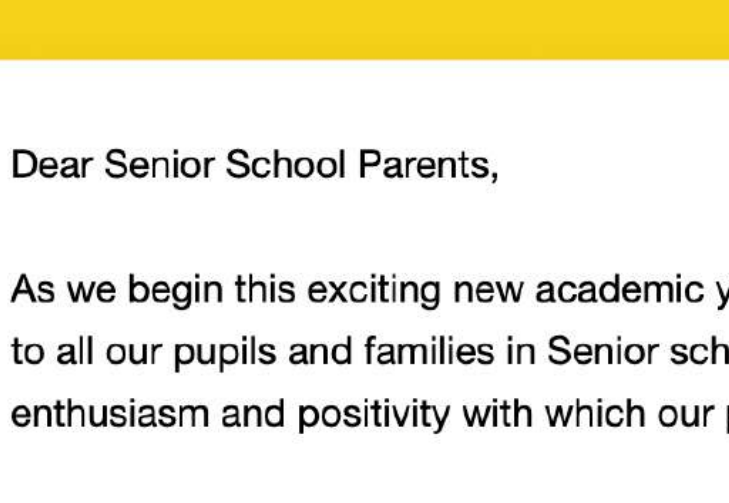 Dear Senior School Parents,
As we begin this exciting new academic
to all our pupils and families in Senior
enthusiasm and positivity with which our